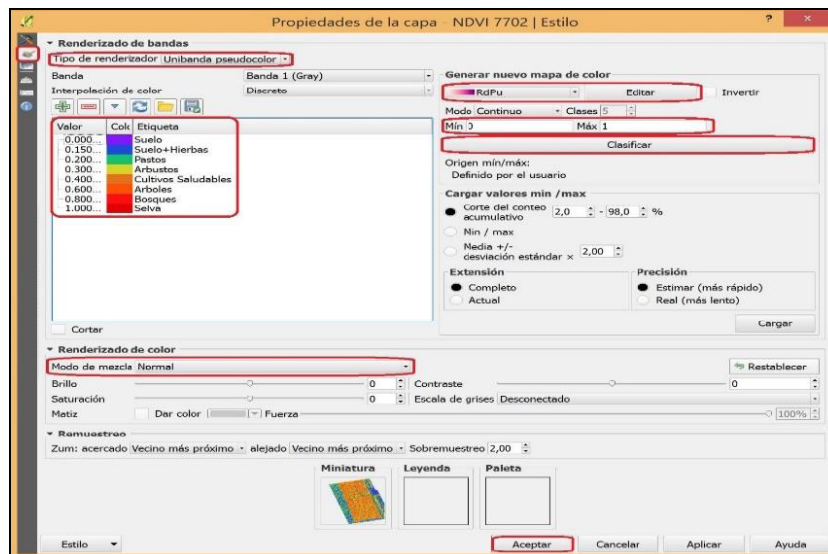 Propiedades de la capa - NDVI 7702 | Estilo
? ×
Renderizado de bandas
Tipo de renderizador Unibanda pseudocolor
Banda Banda 1 (Gray)
Interpolación de color Discreto
Valor Colo Etiqueta
0,000... Suelo
0.150... Suelo+Hierbas
0.200... Pastos
0.300... Arbustos
0.400... Cultivos Saludables
0.600... Arboles
0.800... Bosques
1.000... Selva
Cortar
Generar nuevo mapa de color
RdPu Editar Invertir
Modo Continuo Clases 5
Mín 0 Máx 1
Clasificar
Origen mín/máx:
Definido por el usuario
Cargar valores min /max
Corte del conteo acumulativo 2,0 - 98,0 %
Min / max
Media +/-
desviación estándar × 2,00
Extensión
Completo
Actual
Precisión
Estimar (más rápido)
Real (más lento)
Cargar
Renderizado de color
Modo de mezcla Normal
Restablecer
Brillo 0 Contraste 0
Saturación 0 Escala de grises Desconectado
Matiz Dar color Fuerza 100%
Remuestreo
Zum: acercado Vecino más próximo alejado Vecino más próximo Sobremuestreo 2,00
Miniatura Leyenda Paleta
Estilo Aceptar Cancelar Aplicar Ayuda